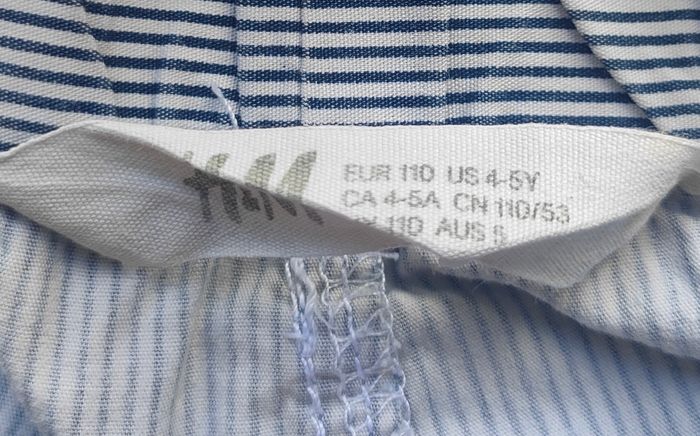 H&M
EUR 110 US 4-5Y
CA 4-5A CN 110/53
110 AUS 5